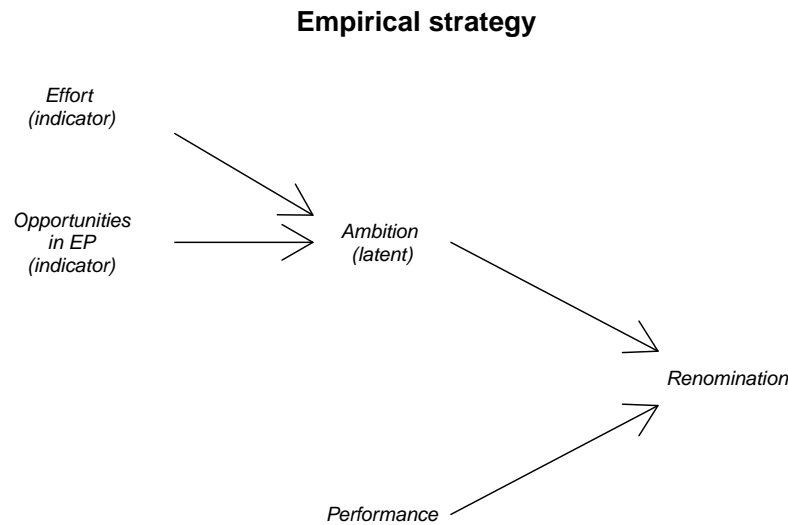 Empirical strategy
Effort
(indicator)
Opportunities
in EP
(indicator)
Ambition
(latent)
Renomination
Performance